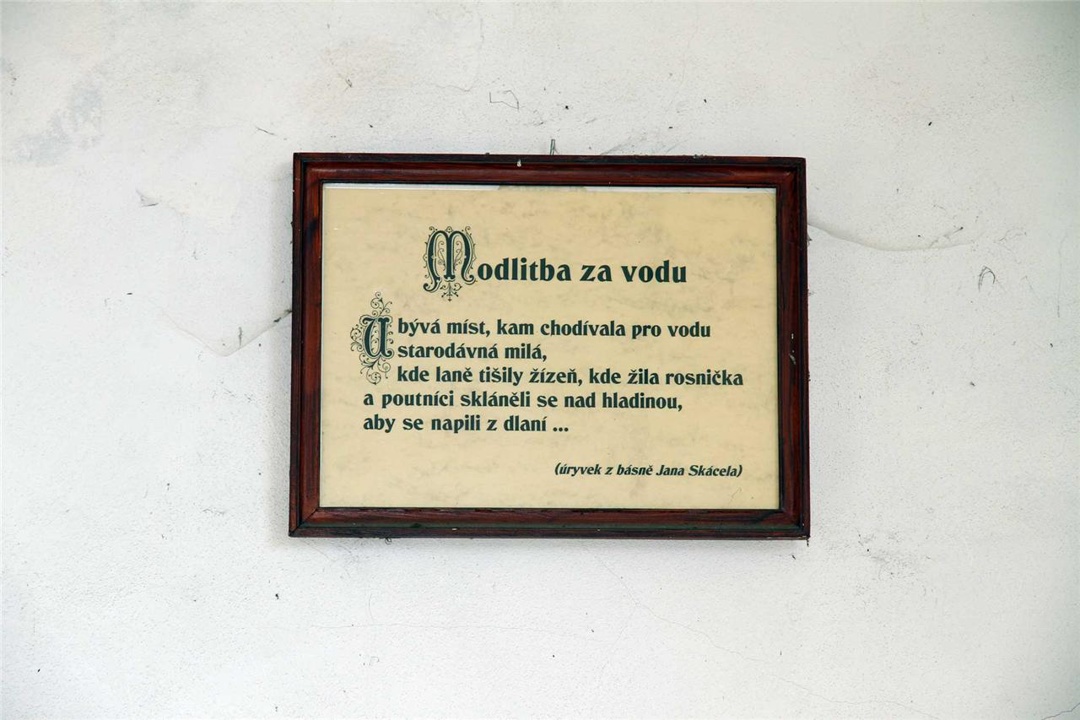 Modlitba za vodu
Ubývá míst, kam chodívala pro vodu
starodávná milá,
kde laně tišily žízeň, kde žila rosnička
a poutníci skláněli se nad hladinou,
aby se napili z dlaní ...
(úryvek z básně Jana Skácela)